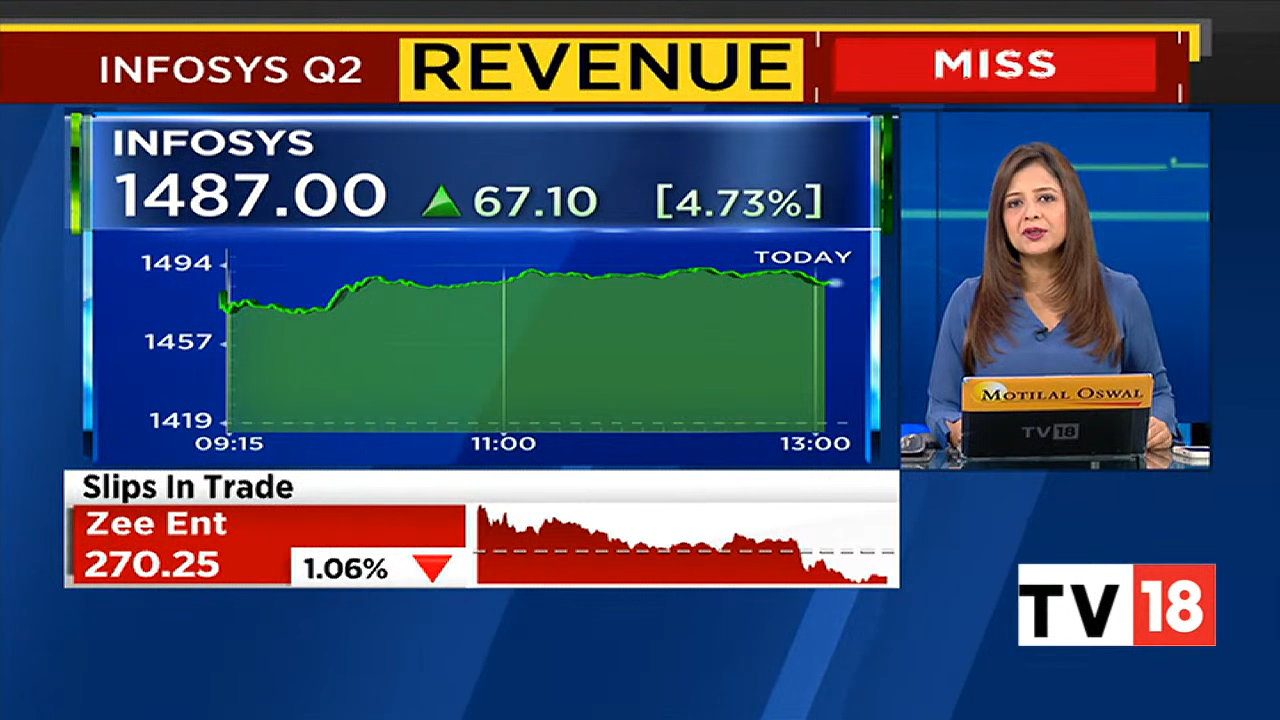 INFOSYS Q2 REVENUE MISS
INFOSYS
1487.00 67.10 [4.73%]
TODAY
1494
1457
1419
09:15 11:00 13:00
Slips In Trade
Zee Ent
270.25 1.06%
MOTILAL OSWAL
TV18
TV18